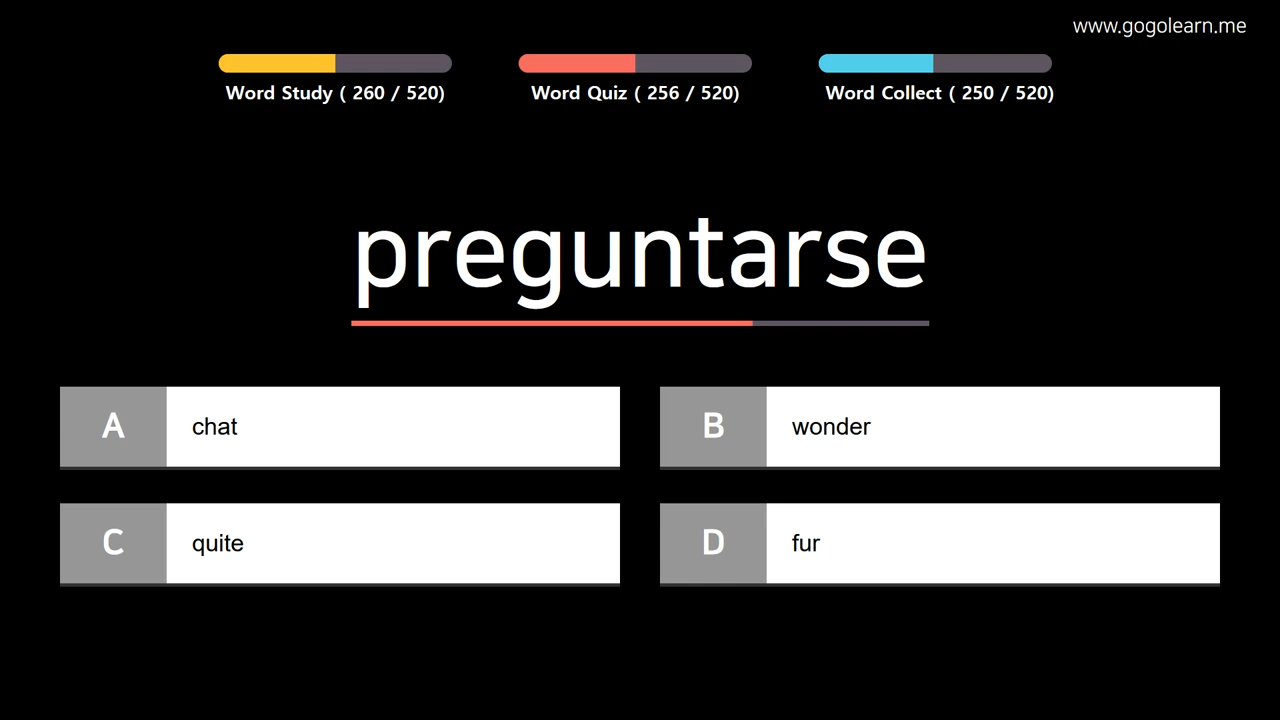 www.gogolearn.me
Word Study ( 260 / 520)
Word Quiz ( 256 / 520)
Word Collect ( 250 / 520)
preguntarse
A
chat
B
wonder
C
quite
D
fur